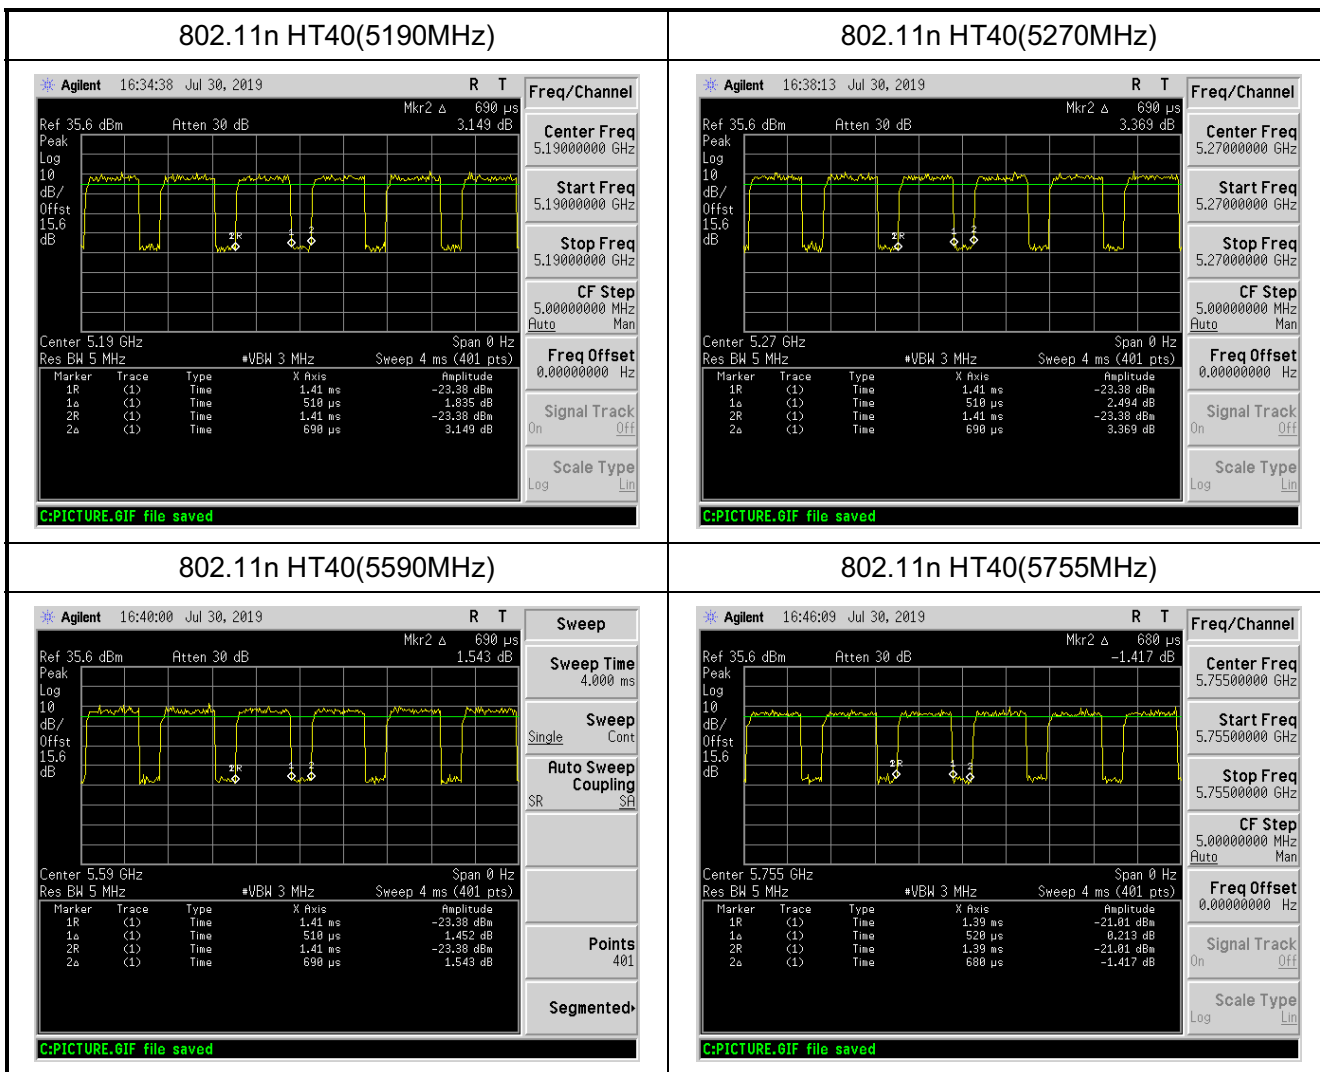 802.11n HT40(5190MHz)
Agilent 16:34:38 Jul 30, 2019 R T
Mkr2 Δ 690 µs
Ref 35.6 dBm Atten 30 dB 3.149 dB
Peak
Log
10
dB/
Offst
15.6
dB
2R 1 2
Center 5.19 GHz Span 0 Hz
Res BW 5 MHz #VBW 3 MHz Sweep 4 ms (401 pts)
Marker Trace Type X Axis Amplitude
1R (1) Time 1.41 ms -23.38 dBm
1Δ (1) Time 510 µs 1.835 dB
2R (1) Time 1.41 ms -23.38 dBm
2Δ (1) Time 690 µs 3.149 dB
C:PICTURE.GIF file saved
Freq/Channel
Center Freq
5.19000000 GHz
Start Freq
5.19000000 GHz
Stop Freq
5.19000000 GHz
CF Step
5.00000000 MHz
Auto Man
Freq Offset
0.00000000 Hz
Signal Track
On Off
Scale Type
Log Lin
802.11n HT40(5270MHz)
Agilent 16:38:13 Jul 30, 2019 R T
Mkr2 Δ 690 µs
Ref 35.6 dBm Atten 30 dB 3.369 dB
Peak
Log
10
dB/
Offst
15.6
dB
2R 1 2
Center 5.27 GHz Span 0 Hz
Res BW 5 MHz #VBW 3 MHz Sweep 4 ms (401 pts)
Marker Trace Type X Axis Amplitude
1R (1) Time 1.41 ms -23.38 dBm
1Δ (1) Time 510 µs 2.494 dB
2R (1) Time 1.41 ms -23.38 dBm
2Δ (1) Time 690 µs 3.369 dB
C:PICTURE.GIF file saved
Freq/Channel
Center Freq
5.27000000 GHz
Start Freq
5.27000000 GHz
Stop Freq
5.27000000 GHz
CF Step
5.00000000 MHz
Auto Man
Freq Offset
0.00000000 Hz
Signal Track
On Off
Scale Type
Log Lin
802.11n HT40(5590MHz)
Agilent 16:40:00 Jul 30, 2019 R T
Mkr2 Δ 690 µs
Ref 35.6 dBm Atten 30 dB 1.543 dB
Peak
Log
10
dB/
Offst
15.6
dB
2R 1 2
Center 5.59 GHz Span 0 Hz
Res BW 5 MHz #VBW 3 MHz Sweep 4 ms (401 pts)
Marker Trace Type X Axis Amplitude
1R (1) Time 1.41 ms -23.38 dBm
1Δ (1) Time 510 µs 1.452 dB
2R (1) Time 1.41 ms -23.38 dBm
2Δ (1) Time 690 µs 1.543 dB
C:PICTURE.GIF file saved
Sweep
Sweep Time
4.000 ms
Sweep
Single Cont
Auto Sweep
Coupling
SR SA
Points
401
Segmented
802.11n HT40(5755MHz)
Agilent 16:46:09 Jul 30, 2019 R T
Mkr2 Δ 680 µs
Ref 35.6 dBm Atten 30 dB -1.417 dB
Peak
Log
10
dB/
Offst
15.6
dB
2R 1 2
Center 5.755 GHz Span 0 Hz
Res BW 5 MHz #VBW 3 MHz Sweep 4 ms (401 pts)
Marker Trace Type X Axis Amplitude
1R (1) Time 1.39 ms -21.01 dBm
1Δ (1) Time 520 µs 0.213 dB
2R (1) Time 1.39 ms -21.01 dBm
2Δ (1) Time 680 µs -1.417 dB
C:PICTURE.GIF file saved
Freq/Channel
Center Freq
5.75500000 GHz
Start Freq
5.75500000 GHz
Stop Freq
5.75500000 GHz
CF Step
5.00000000 MHz
Auto Man
Freq Offset
0.00000000 Hz
Signal Track
On Off
Scale Type
Log Lin